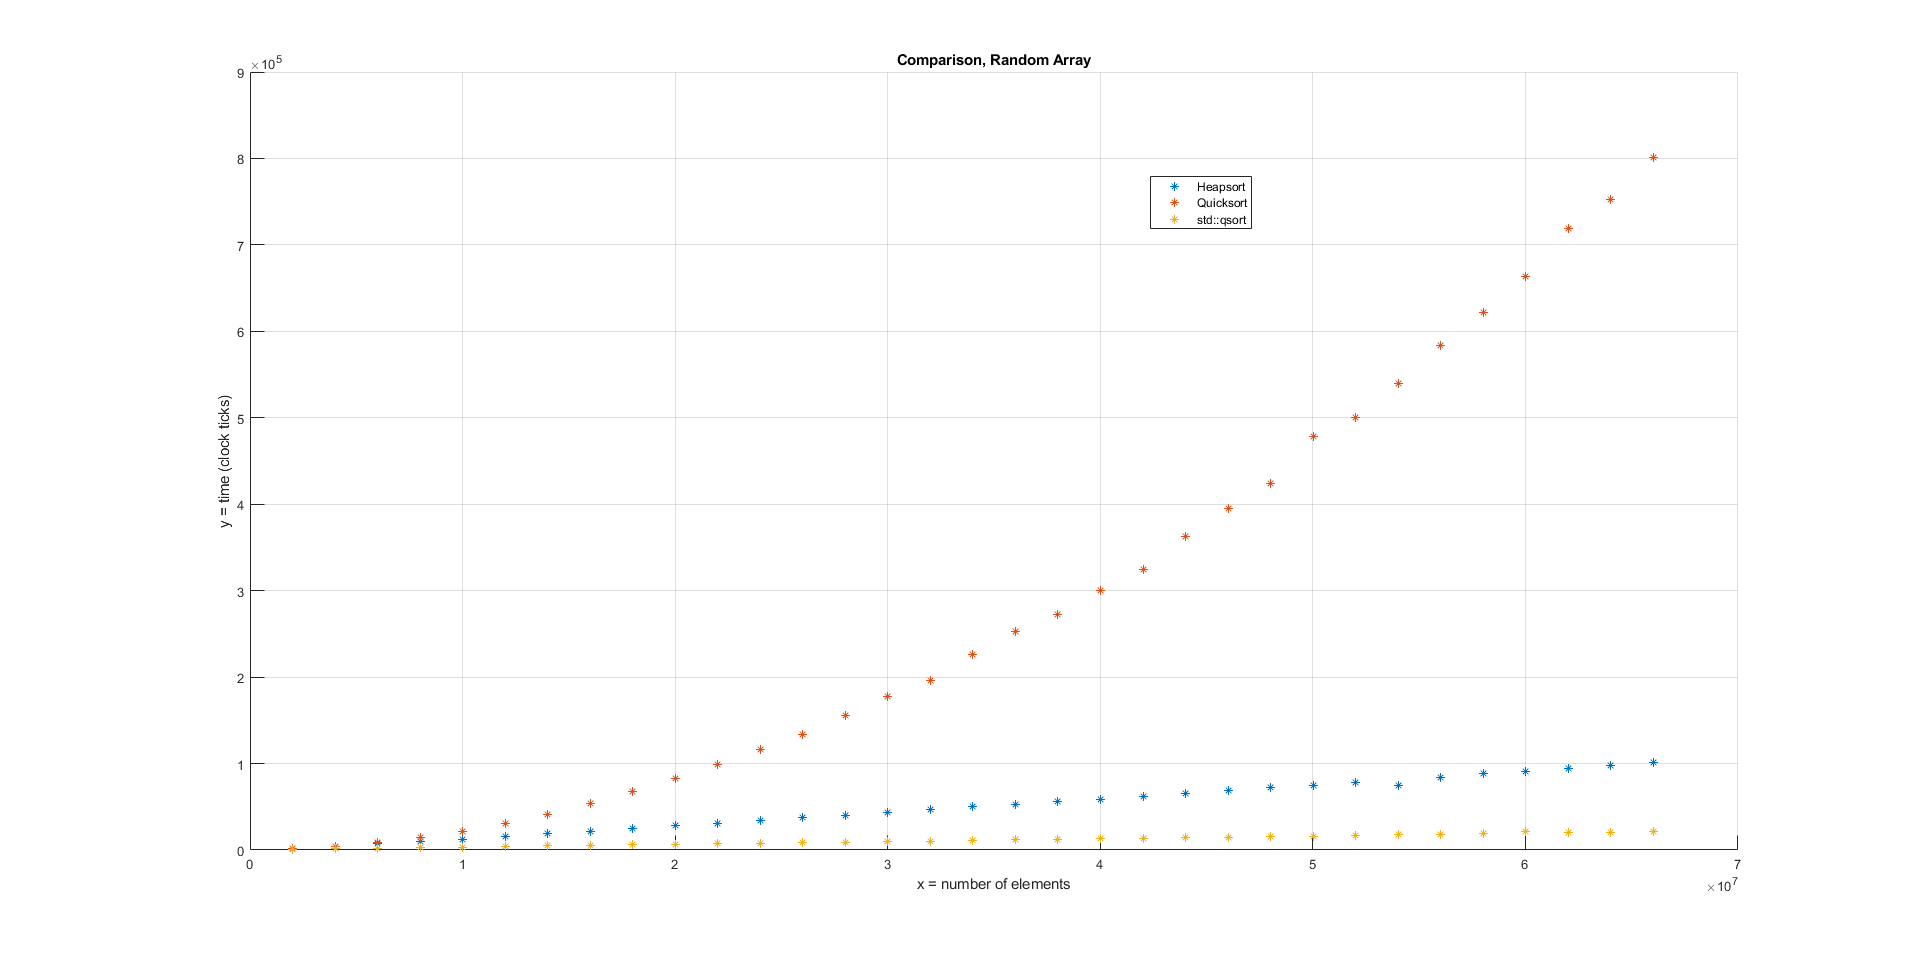 Comparison, Random Array
×10^5
9
8
7
6
5
4
3
2
1
0
y = time (clock ticks)
Heapsort
Quicksort
std::qsort
0 1 2 3 4 5 6 7
×10^7
x = number of elements